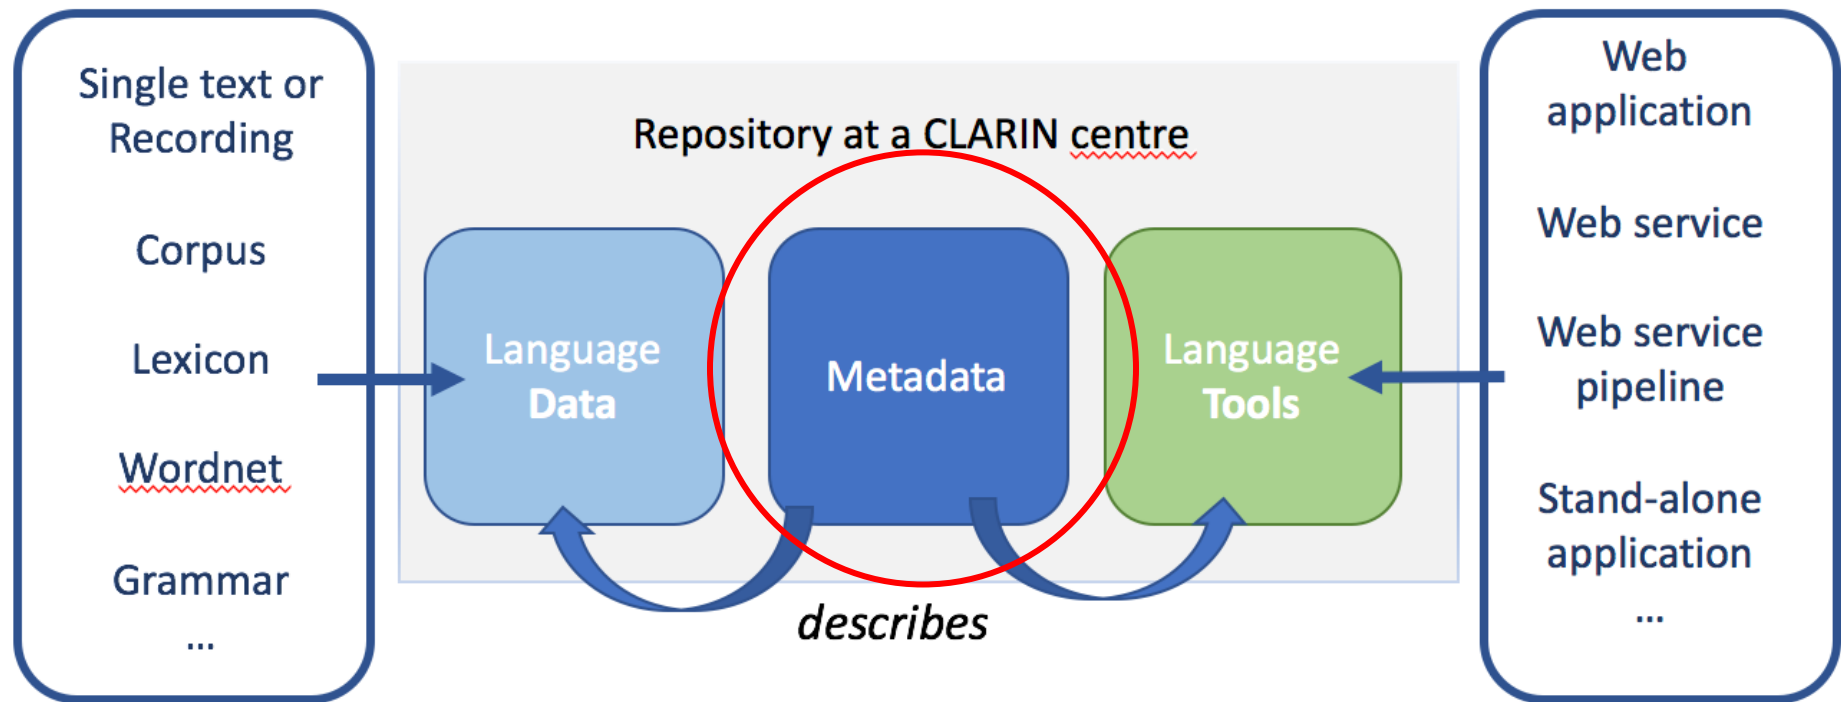 Single text or
Recording
Corpus
Lexicon
Wordnet
Grammar
...
Repository at a CLARIN centre
Language
Data
Metadata
Language
Tools
describes
Web
application
Web service
Web service
pipeline
Stand-alone
application
...